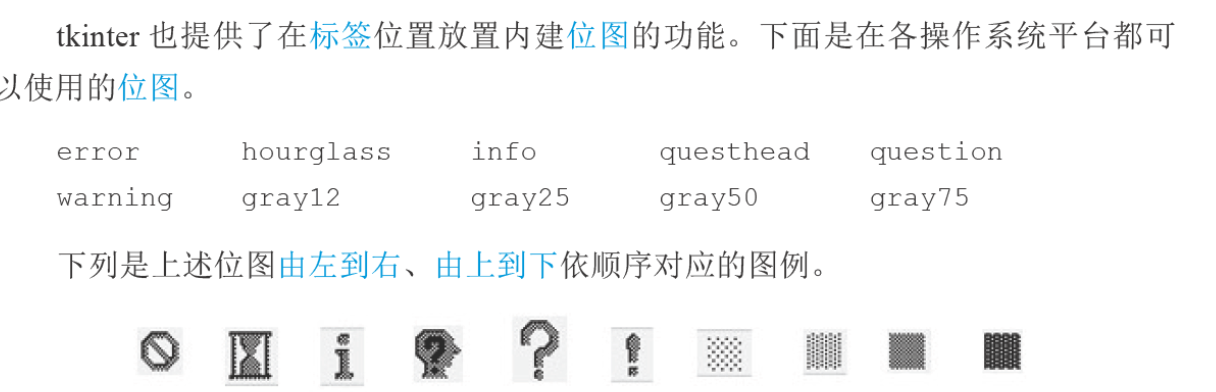 tkinter 也提供了在标签位置放置内建位图的功能。下面是在各操作系统平台都可
以使用的位图。
error hourglass info questhead question
warning gray12 gray25 gray50 gray75
下列是上述位图由左到右、由上到下依顺序对应的图例。